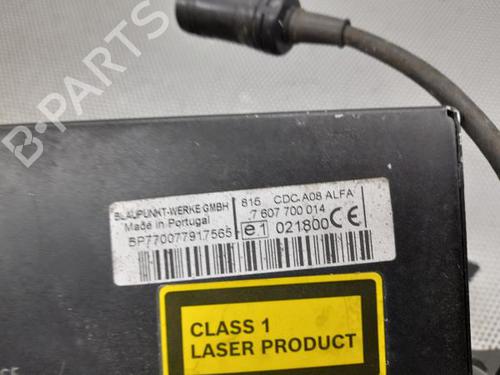 B-PARTS
BLAUPUNKT-WERKE GMBH
Made in Portugal
BP770077917565
815 CDC-A08 ALFA
7 607 700 014
e1 021800 CE
CLASS 1
LASER PRODUCT